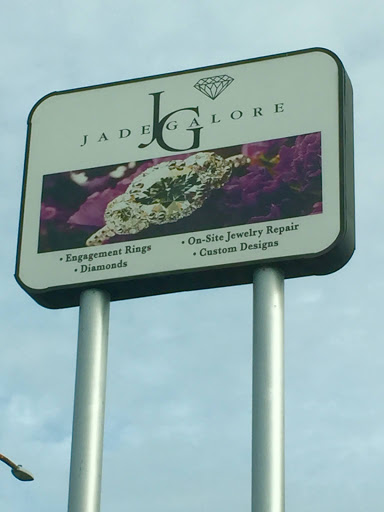 JG
JADE GALORE
• Engagement Rings
• Diamonds
• On-Site Jewelry Repair
• Custom Designs